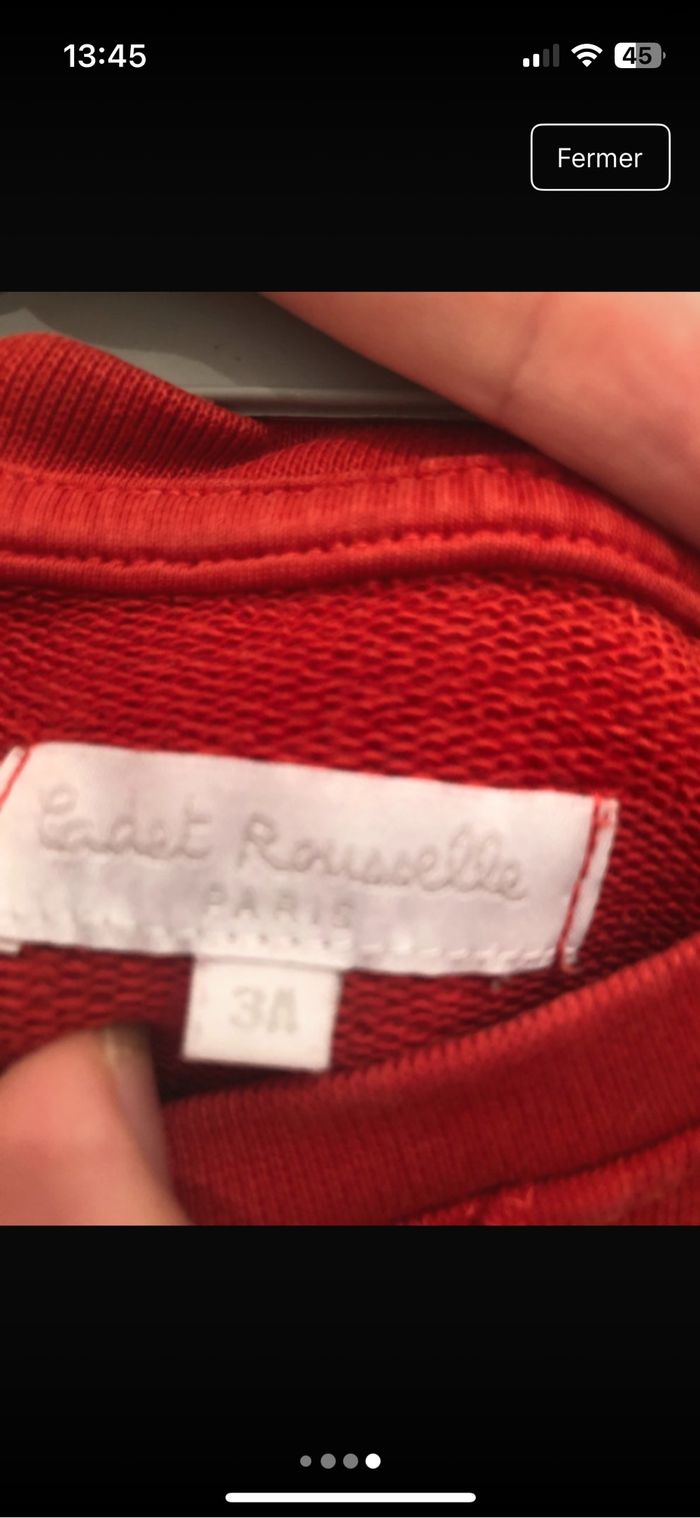 13:45
45
Fermer
Cadet Rousselle
PARIS
3A